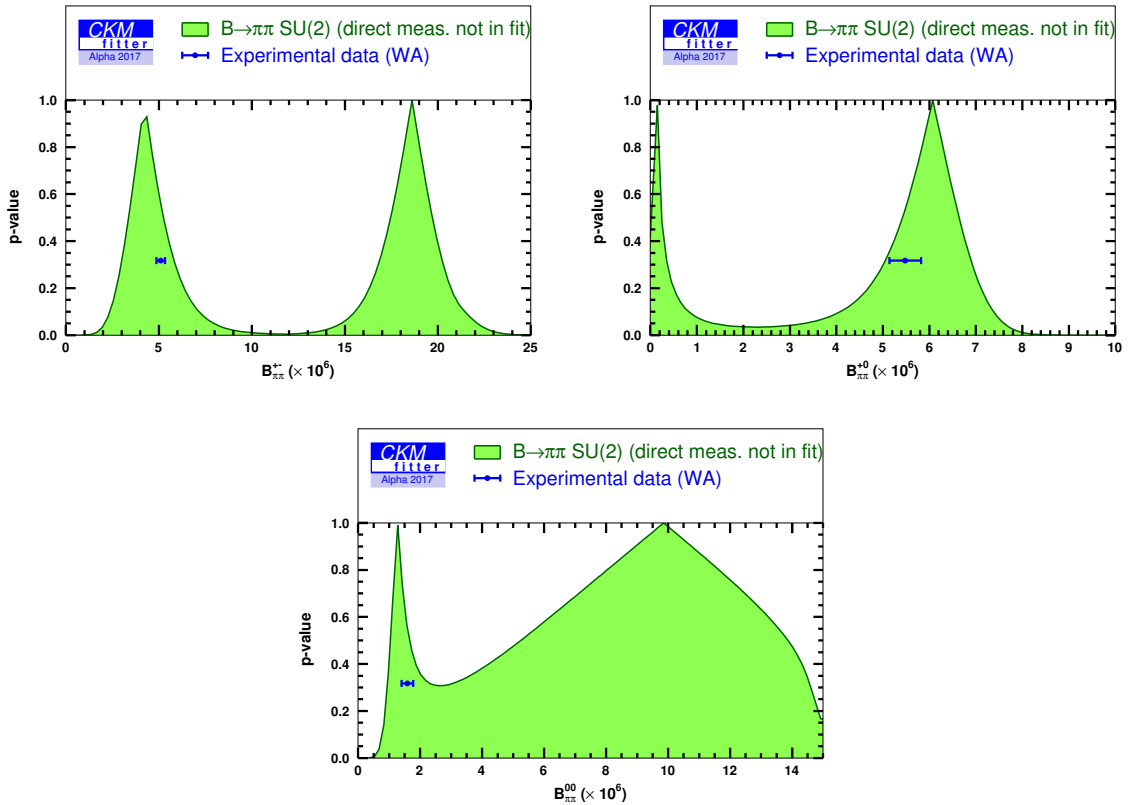 CKM
fitter
Alpha 2017
B→ππ SU(2) (direct meas. not in fit)
Experimental data (WA)
p-value
1.0
0.8
0.6
0.4
0.2
0.0
0 5 10 15 20 25
B⁺⁻ππ (× 10⁶)
CKM
fitter
Alpha 2017
B→ππ SU(2) (direct meas. not in fit)
Experimental data (WA)
p-value
1.0
0.8
0.6
0.4
0.2
0.0
0 1 2 3 4 5 6 7 8 9 10
B⁺⁰ππ (× 10⁶)
CKM
fitter
Alpha 2017
B→ππ SU(2) (direct meas. not in fit)
Experimental data (WA)
p-value
1.0
0.8
0.6
0.4
0.2
0.0
0 2 4 6 8 10 12 14
B⁰⁰ππ (× 10⁶)